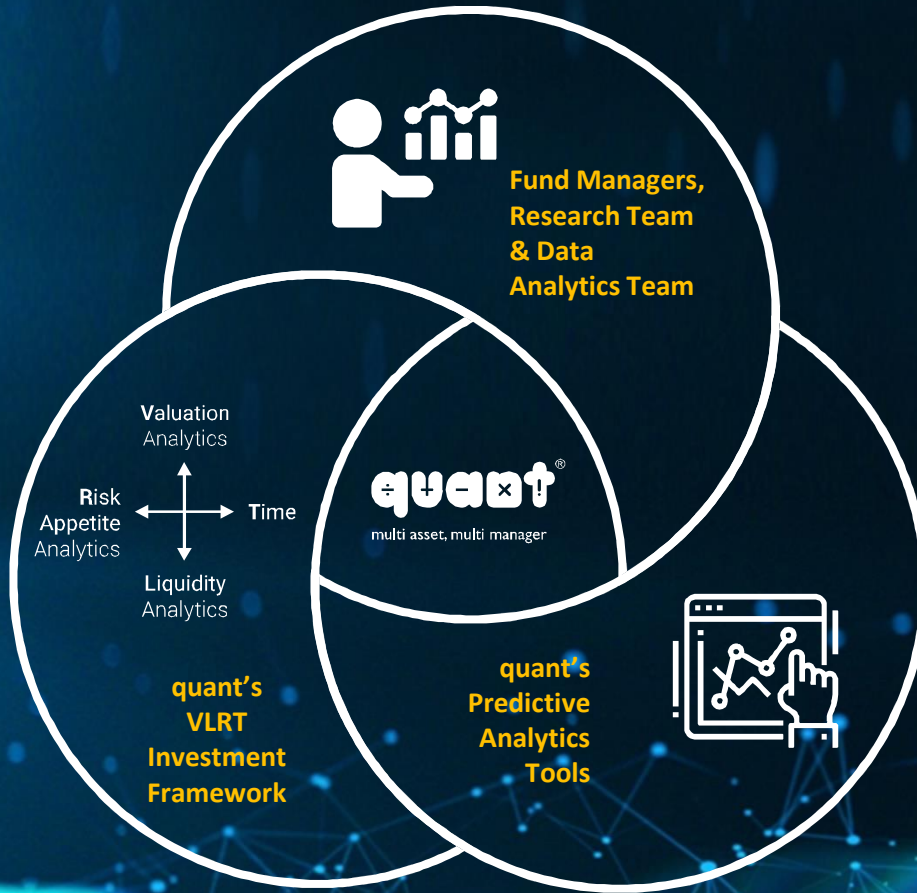 Fund Managers,
Research Team
& Data
Analytics Team
Valuation
Analytics
Risk
Appetite
Analytics
Time
Liquidity
Analytics
quant®
÷ + − × !
multi asset, multi manager
quant’s
VLRT
Investment
Framework
quant’s
Predictive
Analytics
Tools